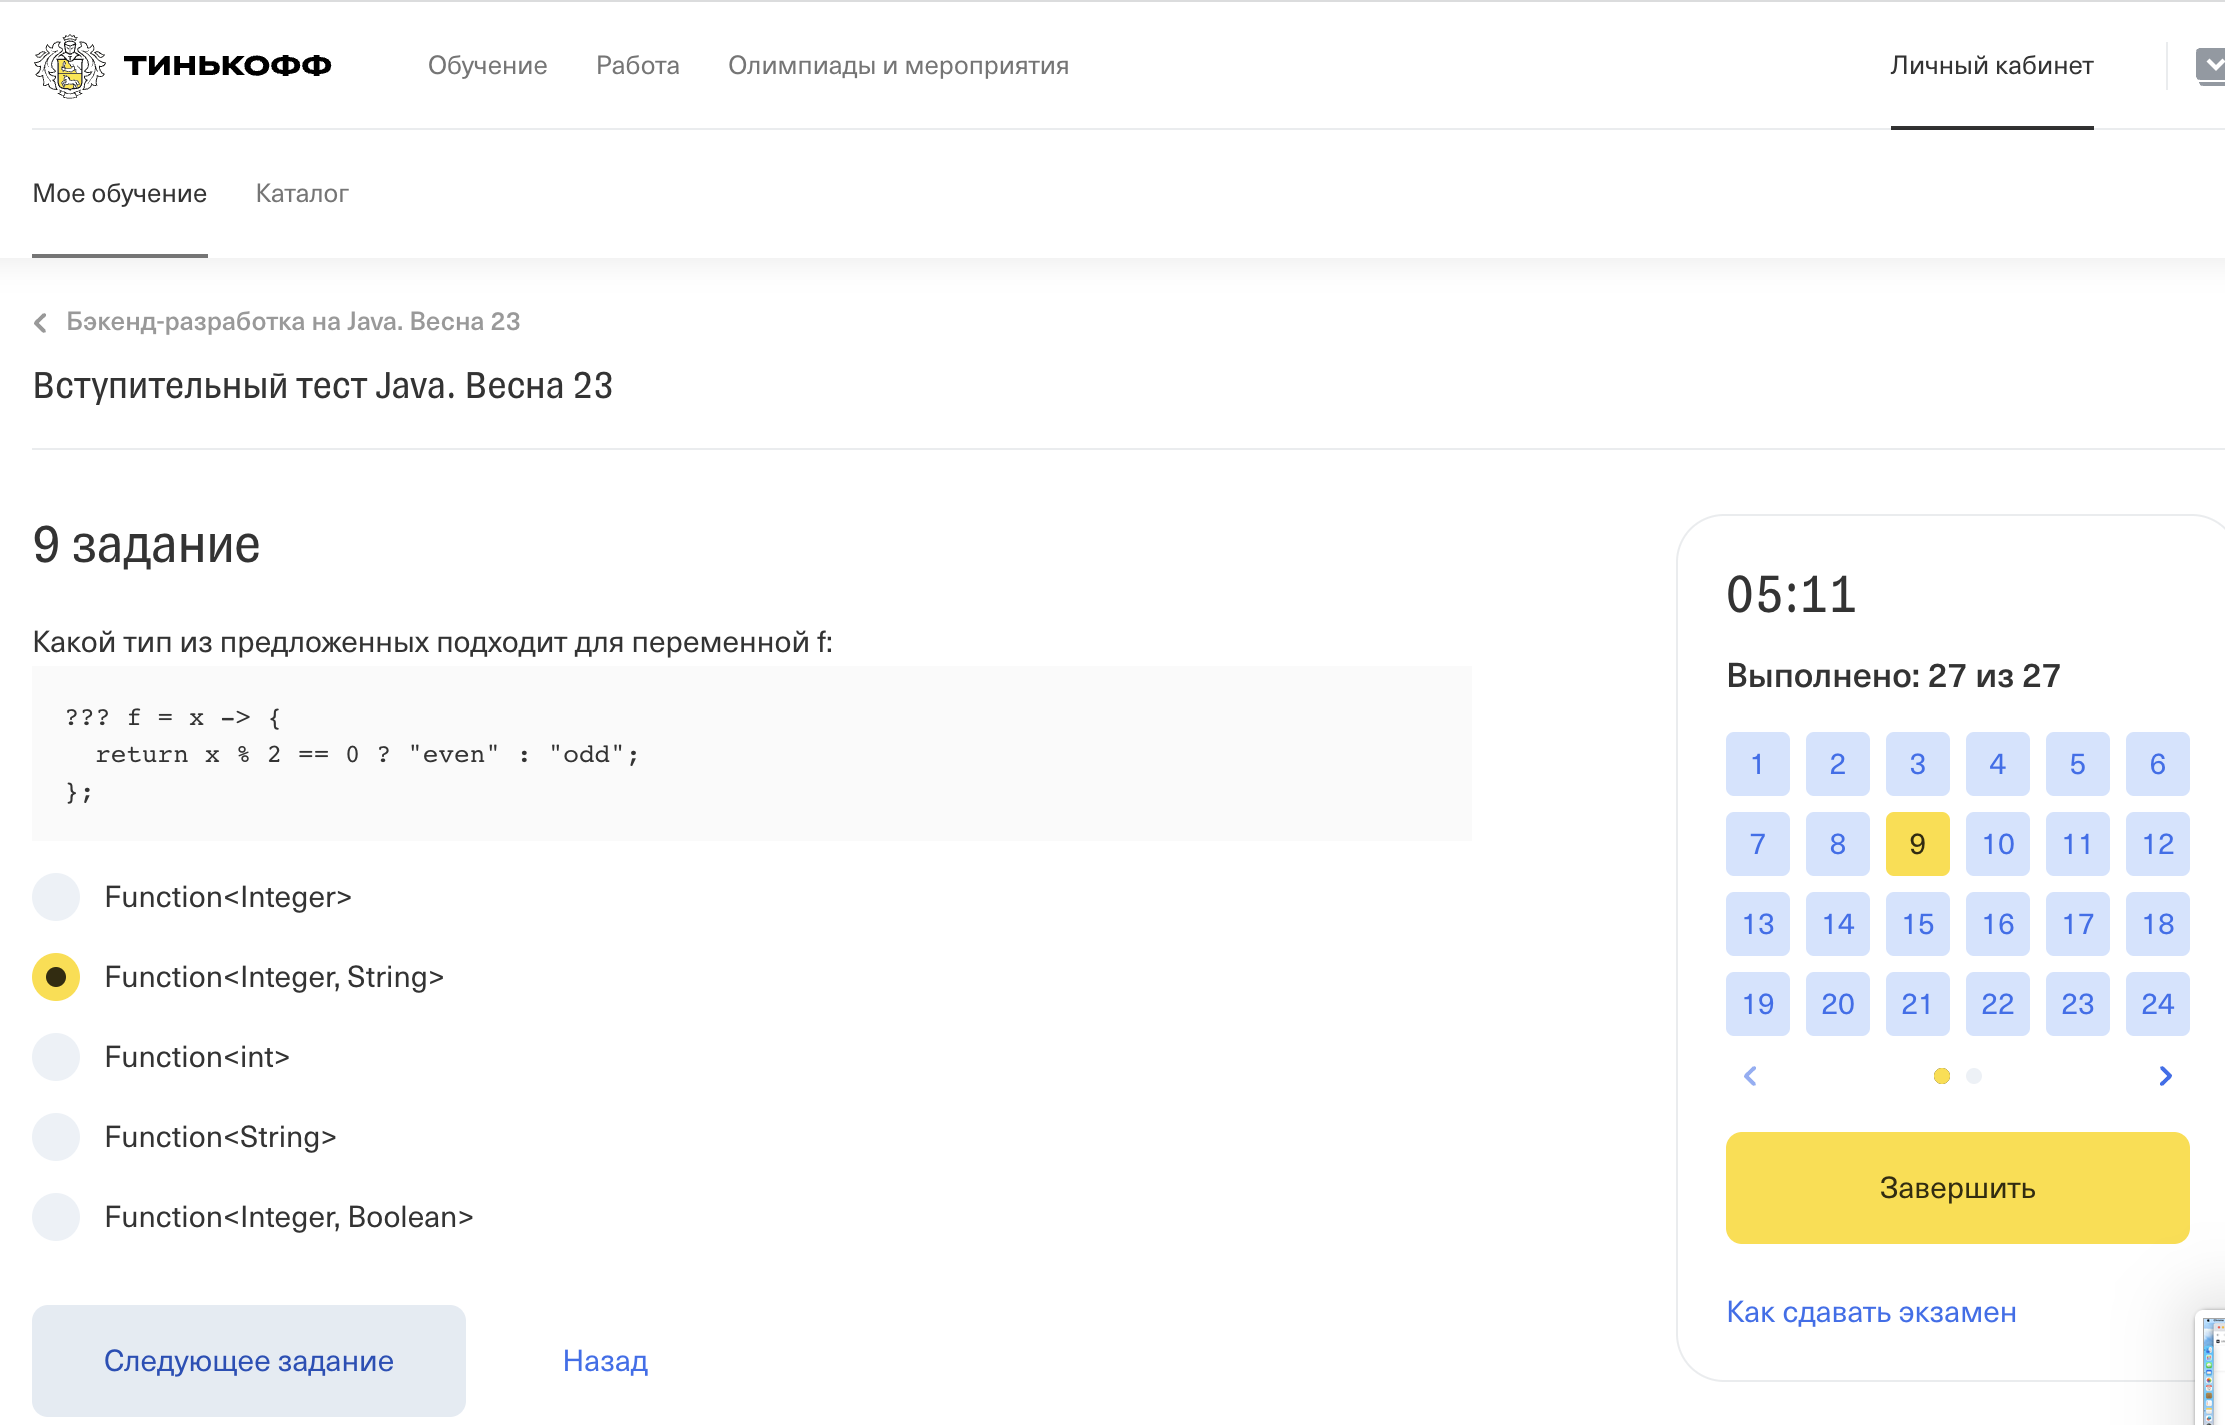 ТИНЬКОФФ
Обучение
Работа
Олимпиады и мероприятия
Личный кабинет
Мое обучение
Каталог
Бэкенд-разработка на Java. Весна 23
Вступительный тест Java. Весна 23
9 задание
Какой тип из предложенных подходит для переменной f:
??? f = x -> {
  return x % 2 == 0 ? "even" : "odd";
};
Function<Integer>
Function<Integer, String>
Function<int>
Function<String>
Function<Integer, Boolean>
Следующее задание
Назад
05:11
Выполнено: 27 из 27
1 2 3 4 5 6
7 8 9 10 11 12
13 14 15 16 17 18
19 20 21 22 23 24
Завершить
Как сдавать экзамен